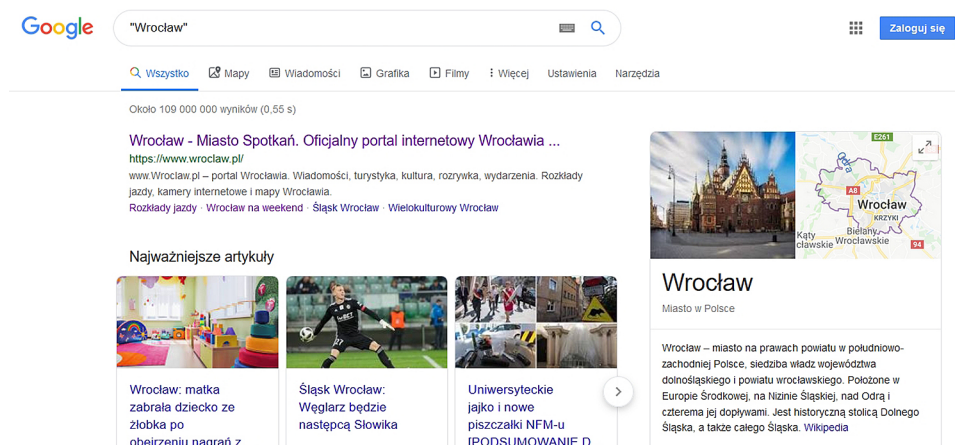 Google
"Wrocław"
Zaloguj się
Wszystko
Mapy
Wiadomości
Grafika
Filmy
Więcej
Ustawienia
Narzędzia
Około 109 000 000 wyników (0,55 s)
Wrocław - Miasto Spotkań. Oficjalny portal internetowy Wrocławia ...
https://www.wroclaw.pl/
www.Wroclaw.pl – portal Wrocławia. Wiadomości, turystyka, kultura, rozrywka, wydarzenia. Rozkłady
jazdy, kamery internetowe i mapy Wrocławia.
Rozkłady jazdy · Wrocław na weekend · Śląsk Wrocław · Wielokulturowy Wrocław
Najważniejsze artykuły
Wrocław: matka
zabrała dziecko ze
żłobka po
obejrzeniu nagrań z
Śląsk Wrocław:
Węglarz będzie
następcą Słowika
Uniwersyteckie
jajko i nowe
piszczałki NFM-u
[PODSUMOWANIE D
E261
A8
Wrocław
KRZYKI
Kąty
cławskie
Bielany
Wrocławskie
94
Wrocław
Miasto w Polsce
Wrocław – miasto na prawach powiatu w południowo-
zachodniej Polsce, siedziba władz województwa
dolnośląskiego i powiatu wrocławskiego. Położone w
Europie Środkowej, na Nizinie Śląskiej, nad Odrą i
czterema jej dopływami. Jest historyczną stolicą Dolnego
Śląska, a także całego Śląska. Wikipedia